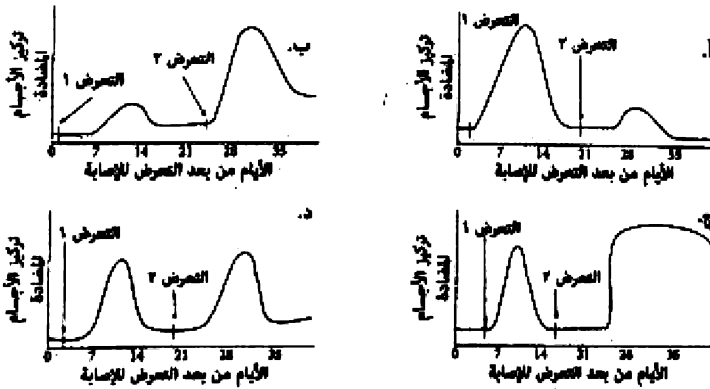 أ.
تركيز الأجسام
المضادة
التعرض ١
التعرض ٢
0 7 14 21 28 35
الأيام من بعد التعرض للإصابة
ب.
تركيز الأجسام
المضادة
التعرض ١
التعرض ٢
0 7 14 21 28 35
الأيام من بعد التعرض للإصابة
ج.
تركيز الأجسام
المضادة
التعرض ١
التعرض ٢
0 7 14 21 28 35
الأيام من بعد التعرض للإصابة
د.
تركيز الأجسام
المضادة
التعرض ١
التعرض ٢
0 7 14 21 28 35
الأيام من بعد التعرض للإصابة